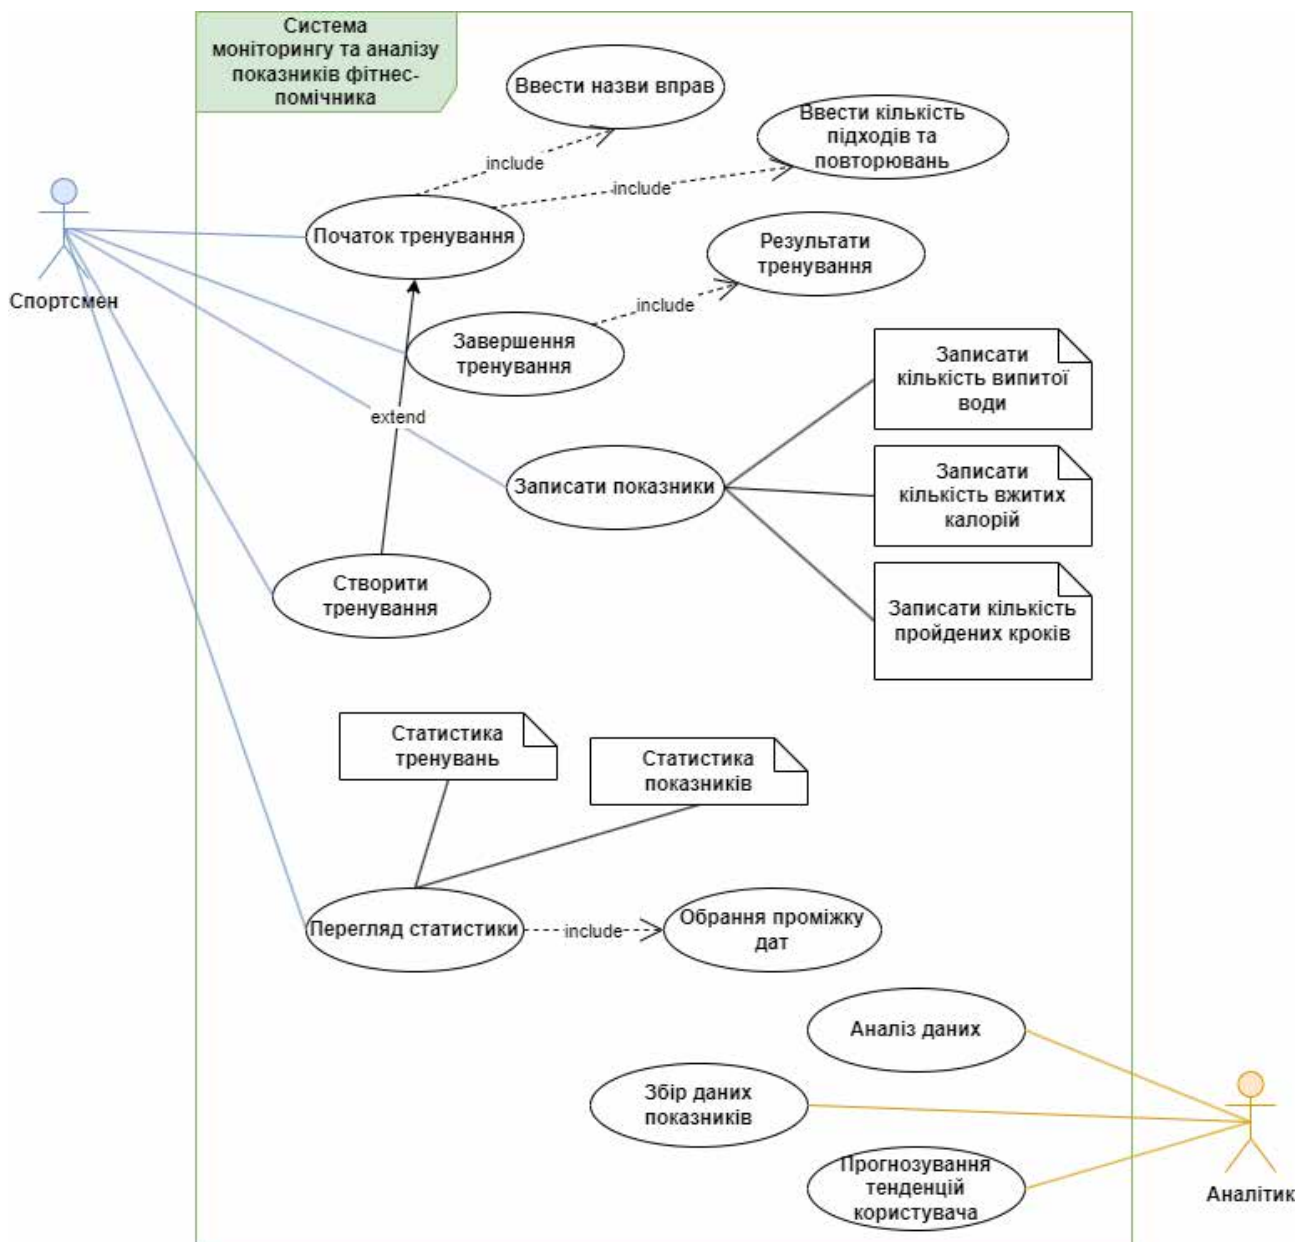 Система
моніторингу та аналізу
показників фітнес-
помічника
Ввести назви вправ
Ввести кількість
підходів та
повторювань
include
include
Початок тренування
Результати
тренування
Спортсмен
include
Завершення
тренування
Записати
кількість випитої
води
extend
Записати показники
Записати
кількість вжитих
калорій
Створити
тренування
Записати кількість
пройдених кроків
Статистика
тренувань
Статистика
показників
Перегляд статистики
include
Обрання проміжку
дат
Аналіз даних
Збір даних
показників
Прогнозування
тенденцій
користувача
Аналітик